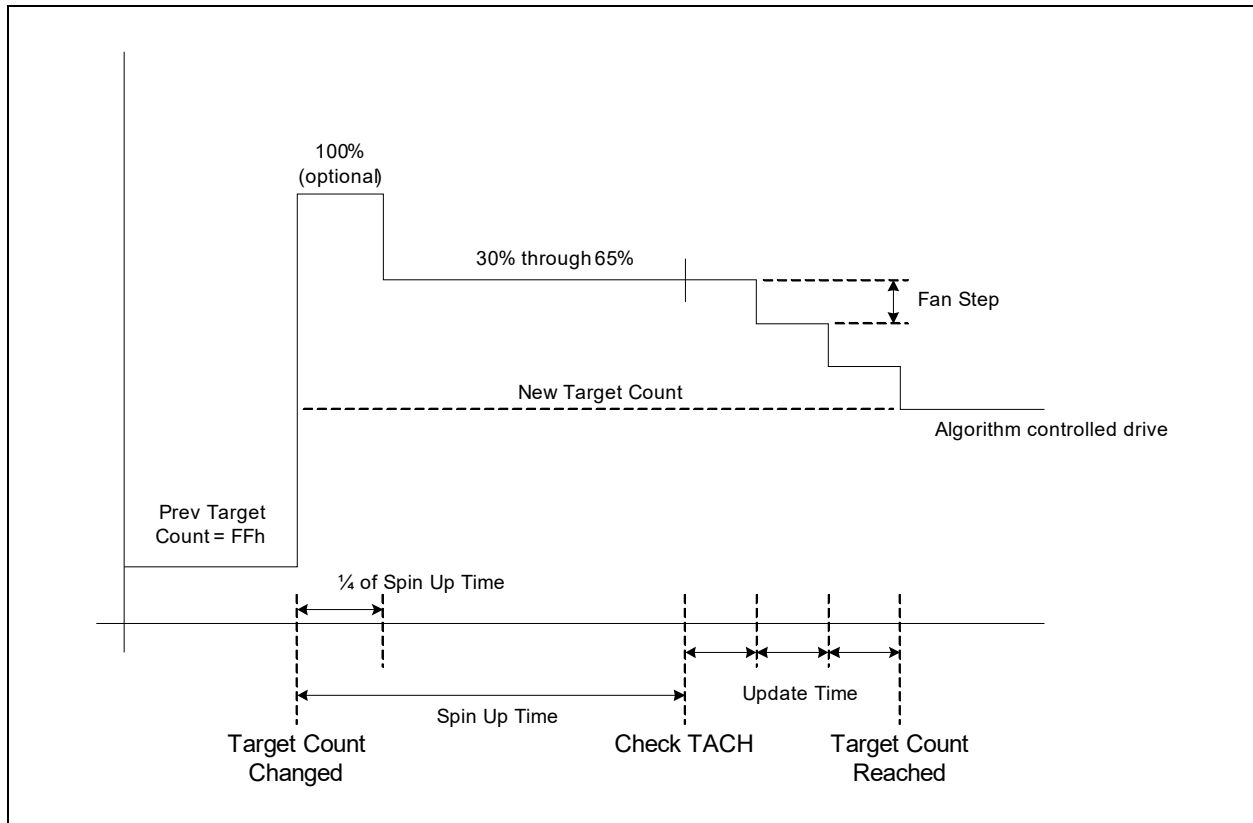 100%
(optional)
30% through 65%
Fan Step
New Target Count
Algorithm controlled drive
Prev Target
Count = FFh
¼ of Spin Up Time
Update Time
Spin Up Time
Target Count
Changed
Check TACH
Target Count
Reached